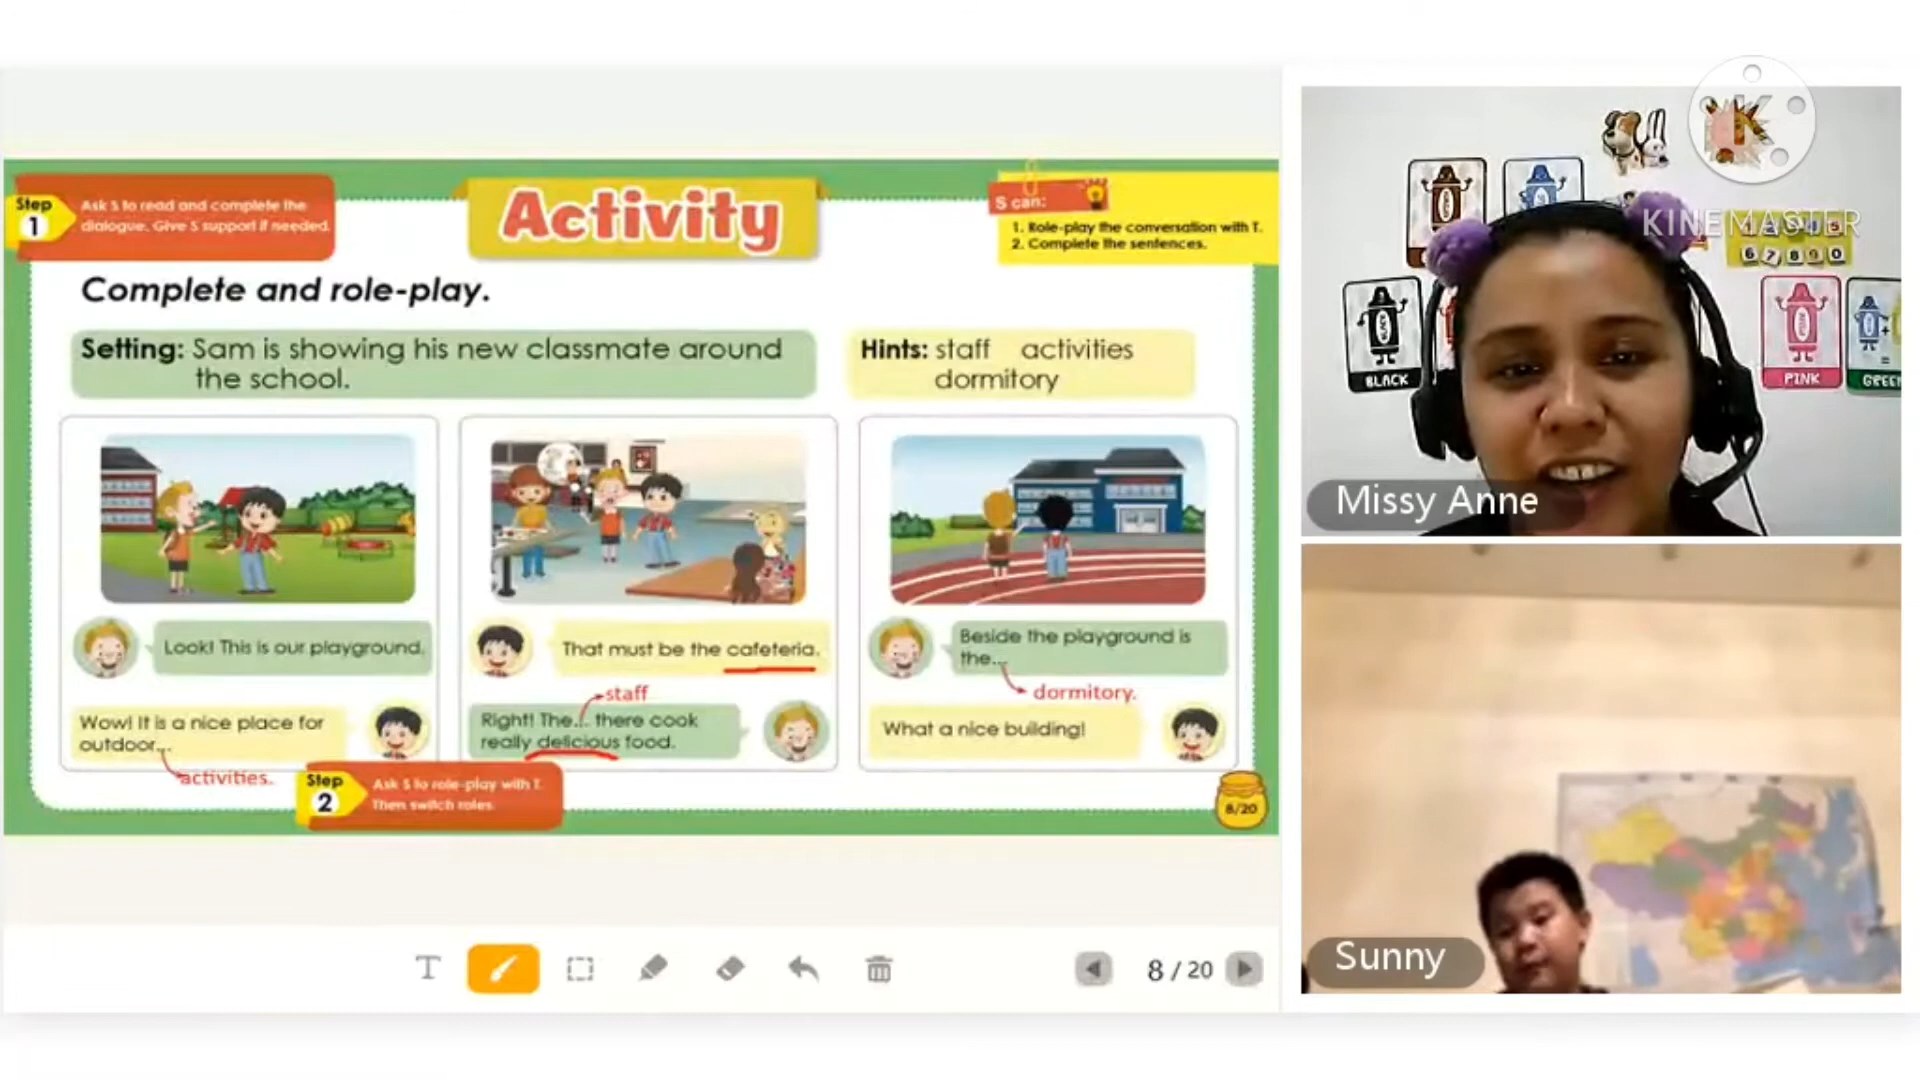 Step
1
Ask S to read and complete the
dialogue. Give S support if needed.
Activity
S can:
1. Role-play the conversation with T.
2. Complete the sentences.
Complete and role-play.
Setting: Sam is showing his new classmate around
the school.
Hints: staff activities
dormitory
Look! This is our playground.
Wow! It is a nice place for
outdoor...
activities.
That must be the cafeteria.
staff
Right! The... there cook
really delicious food.
Beside the playground is
the...
dormitory.
What a nice building!
Step
2
Ask S to role-play with T.
Then switch roles.
8/20
T
8 / 20
KINEMASTER
K
6 7 8 9 0
BLACK
PINK
GREEN
Missy Anne
Sunny